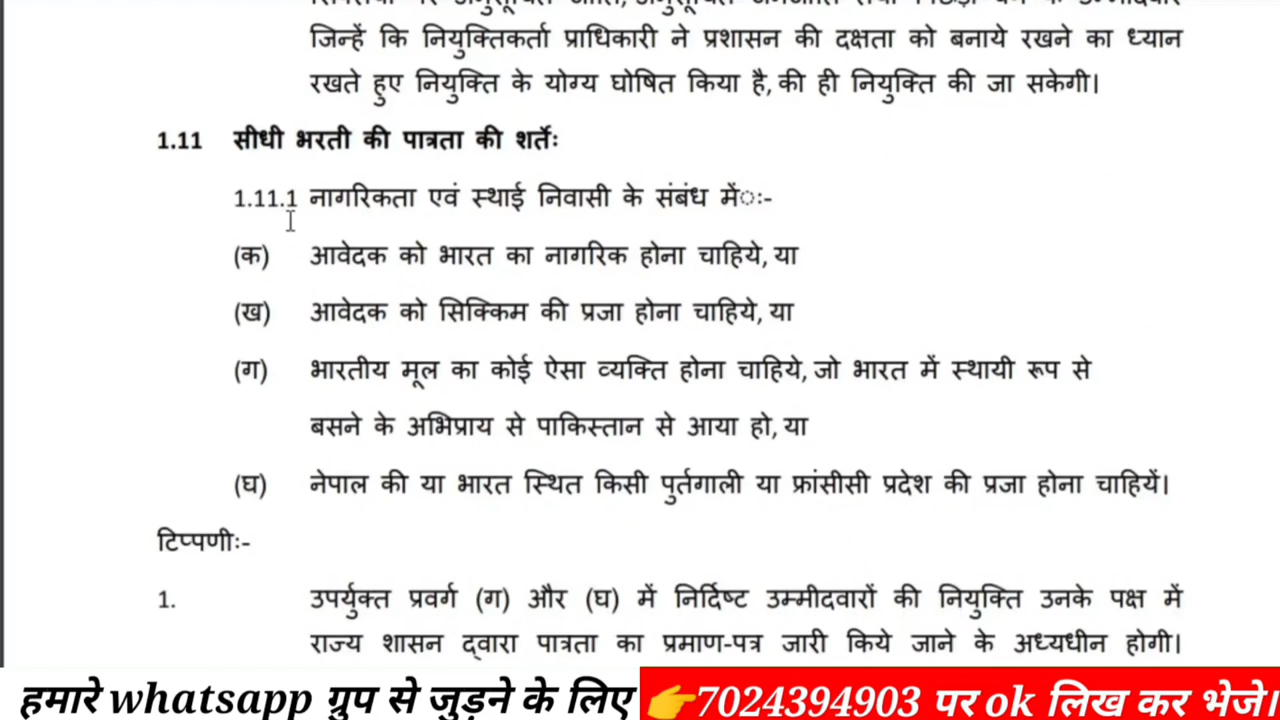 जिन्हें कि नियुक्तिकर्ता प्राधिकारी ने प्रशासन की दक्षता को बनाये रखने का ध्यान
रखते हुए नियुक्ति के योग्य घोषित किया है, की ही नियुक्ति की जा सकेगी।
1.11 सीधी भरती की पात्रता की शर्तेः
1.11.1 नागरिकता एवं स्थाई निवासी के संबंध में ः-
(क) आवेदक को भारत का नागरिक होना चाहिये, या
(ख) आवेदक को सिक्किम की प्रजा होना चाहिये, या
(ग) भारतीय मूल का कोई ऐसा व्यक्ति होना चाहिये, जो भारत में स्थायी रूप से
बसने के अभिप्राय से पाकिस्तान से आया हो, या
(घ) नेपाल की या भारत स्थित किसी पुर्तगाली या फ्रांसीसी प्रदेश की प्रजा होना चाहियें।
टिप्पणीः-
1. उपर्युक्त प्रवर्ग (ग) और (घ) में निर्दिष्ट उम्मीदवारों की नियुक्ति उनके पक्ष में
राज्य शासन द्वारा पात्रता का प्रमाण-पत्र जारी किये जाने के अध्यधीन होगी।
हमारे whatsapp ग्रुप से जुड़ने के लिए 👉7024394903 पर ok लिख कर भेजे।